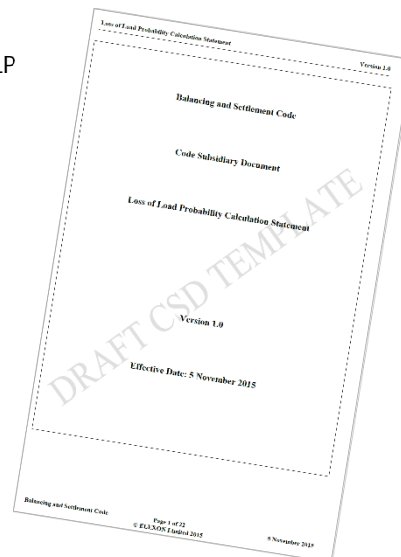 LP
Loss of Load Probability Calculation Statement
Version 1.0
Balancing and Settlement Code
Code Subsidiary Document
Loss of Load Probability Calculation Statement
DRAFT CSD TEMPLATE
Version 1.0
Effective Date: 5 November 2015
Balancing and Settlement Code
Page 1 of 22
© ELEXON Limited 2015
6 November 2015